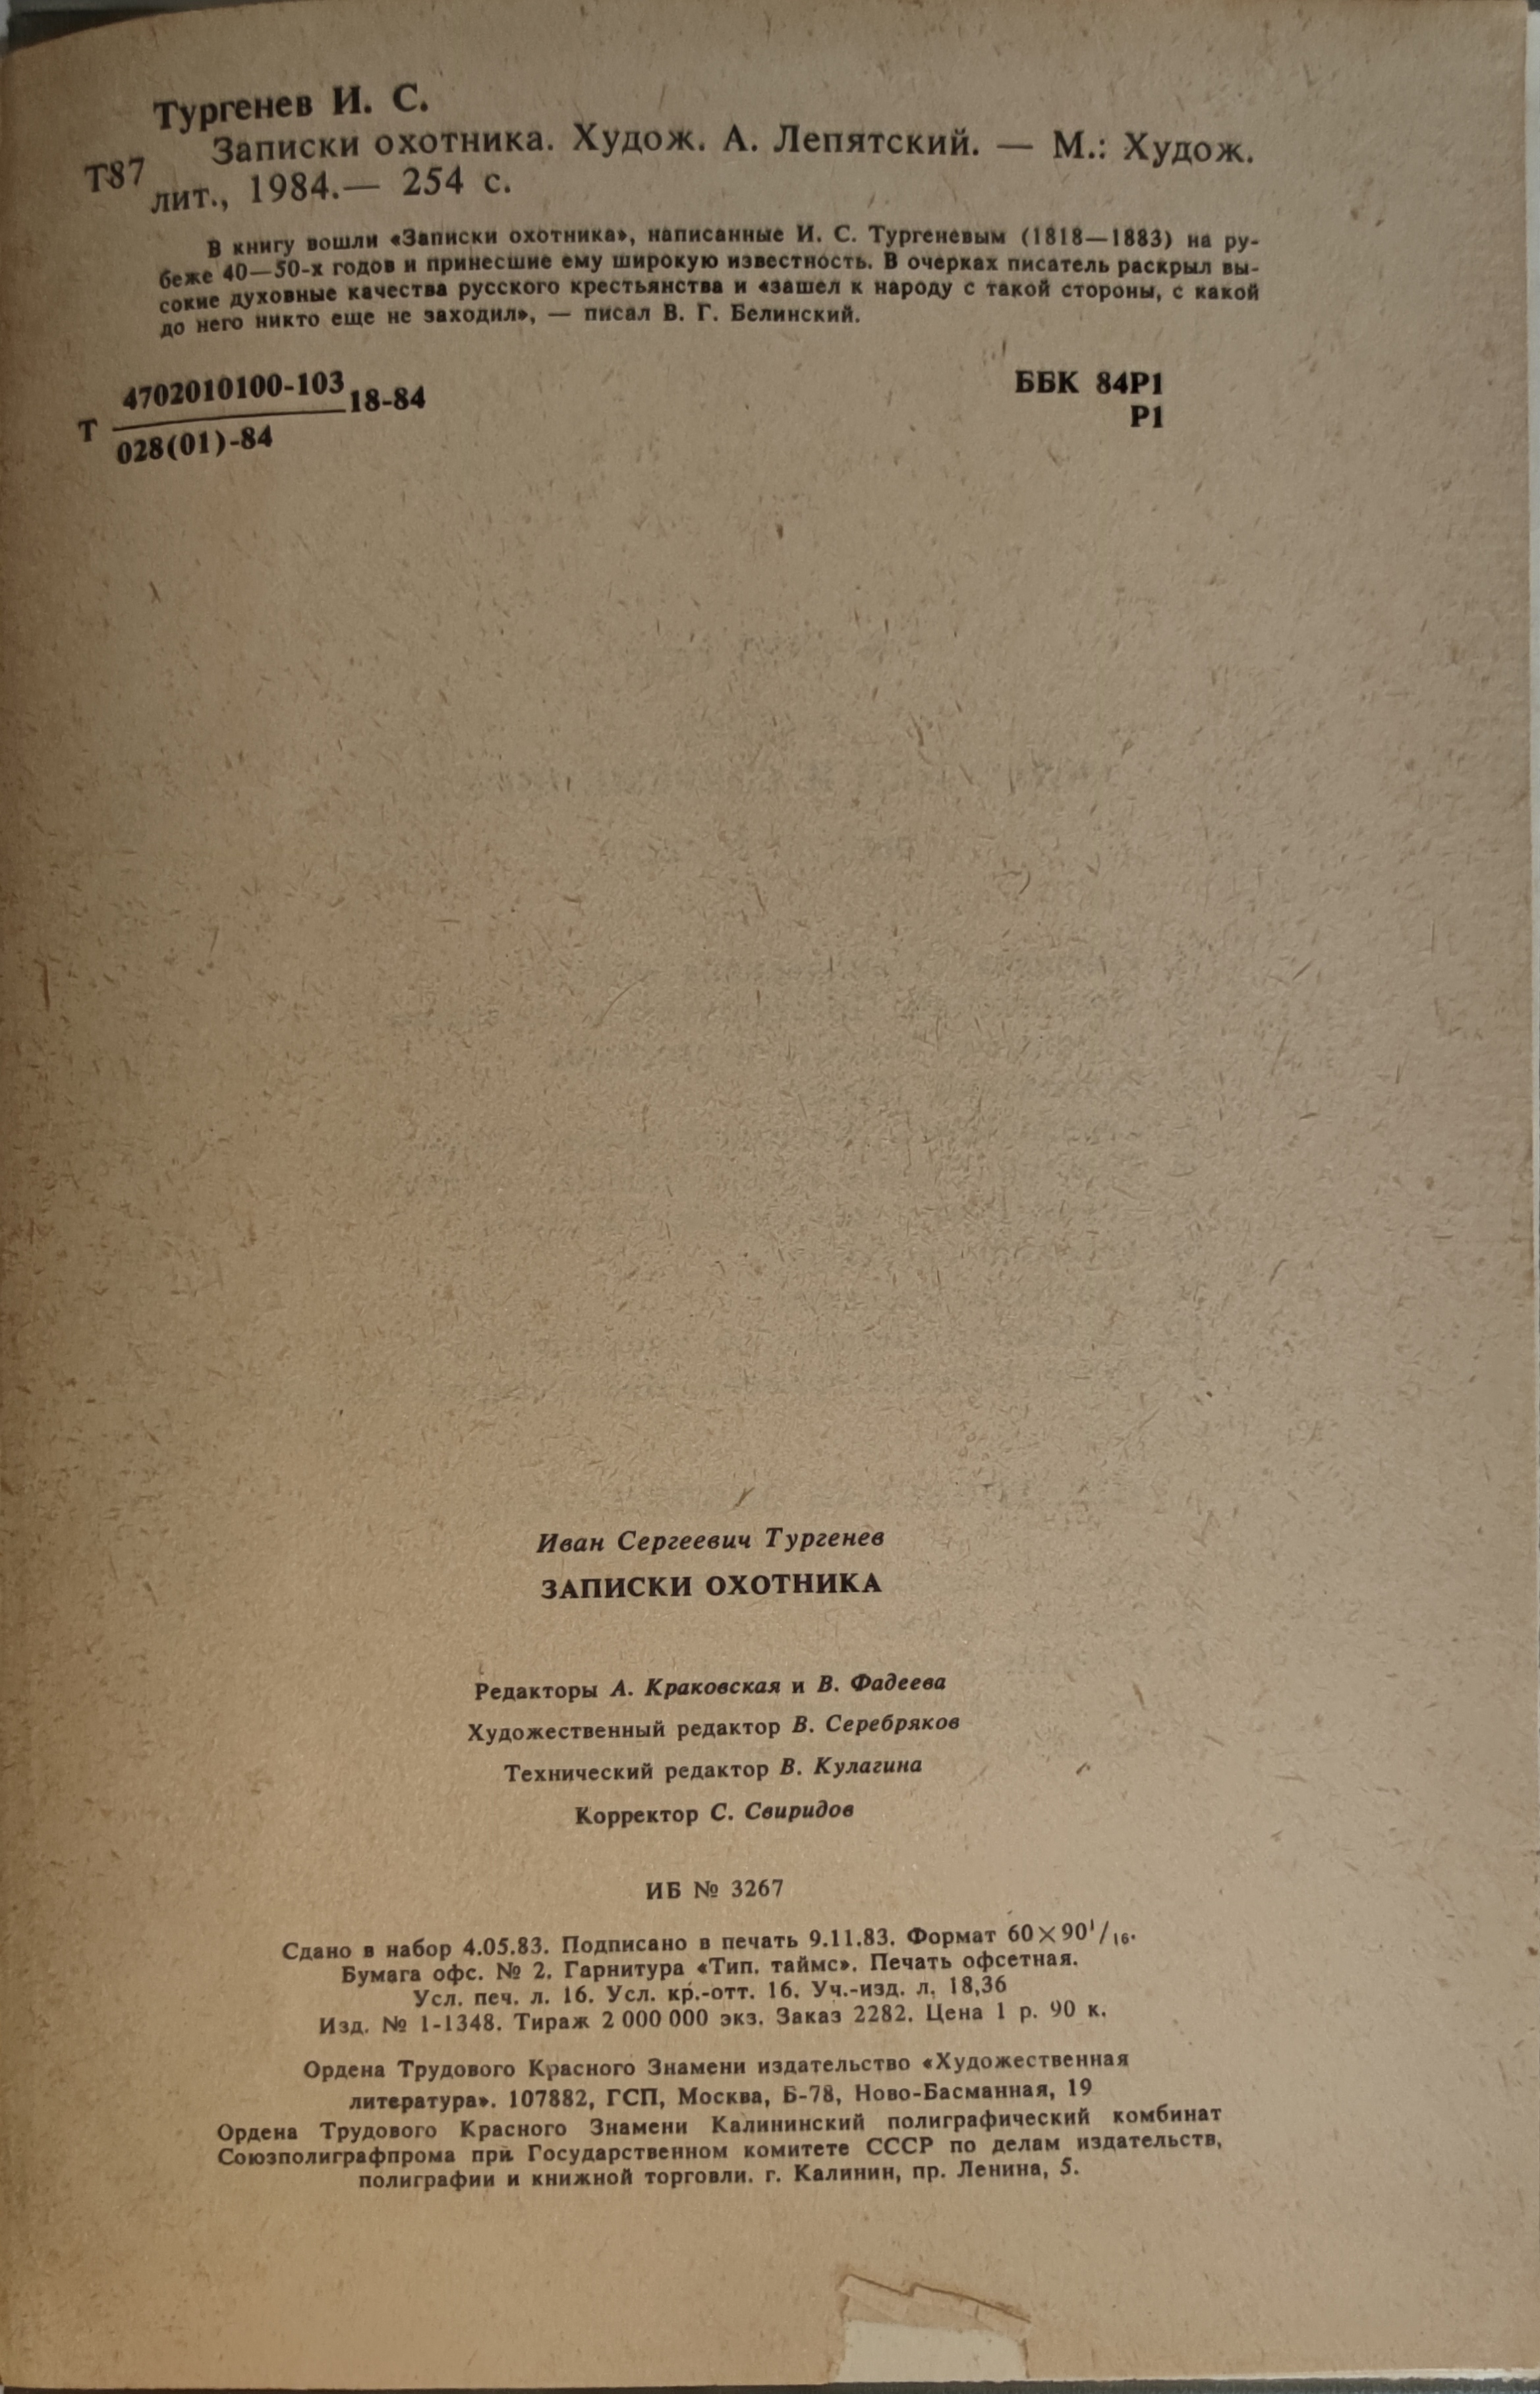 Тургенев И. С.
Т87 Записки охотника. Худож. А. Лепятский. — М.: Худож.
лит., 1984.— 254 с.
В книгу вошли «Записки охотника», написанные И. С. Тургеневым (1818—1883) на ру-
беже 40—50-х годов и принесшие ему широкую известность. В очерках писатель раскрыл вы-
сокие духовные качества русского крестьянства и «зашел к народу с такой стороны, с какой
до него никто еще не заходил», — писал В. Г. Белинский.
Т 4702010100-103 18-84
028(01)-84
ББК 84Р1
Р1
Иван Сергеевич Тургенев
ЗАПИСКИ ОХОТНИКА
Редакторы А. Краковская и В. Фадеева
Художественный редактор В. Серебряков
Технический редактор В. Кулагина
Корректор С. Свиридов
ИБ № 3267
Сдано в набор 4.05.83. Подписано в печать 9.11.83. Формат 60×90¹/₁₆.
Бумага офс. № 2. Гарнитура «Тип. таймс». Печать офсетная.
Усл. печ. л. 16. Усл. кр.-отт. 16. Уч.-изд. л. 18,36
Изд. № 1-1348. Тираж 2 000 000 экз. Заказ 2282. Цена 1 р. 90 к.
Ордена Трудового Красного Знамени издательство «Художественная
литература». 107882, ГСП, Москва, Б-78, Ново-Басманная, 19
Ордена Трудового Красного Знамени Калининский полиграфический комбинат
Союзполиграфпрома при Государственном комитете СССР по делам издательств,
полиграфии и книжной торговли. г. Калинин, пр. Ленина, 5.